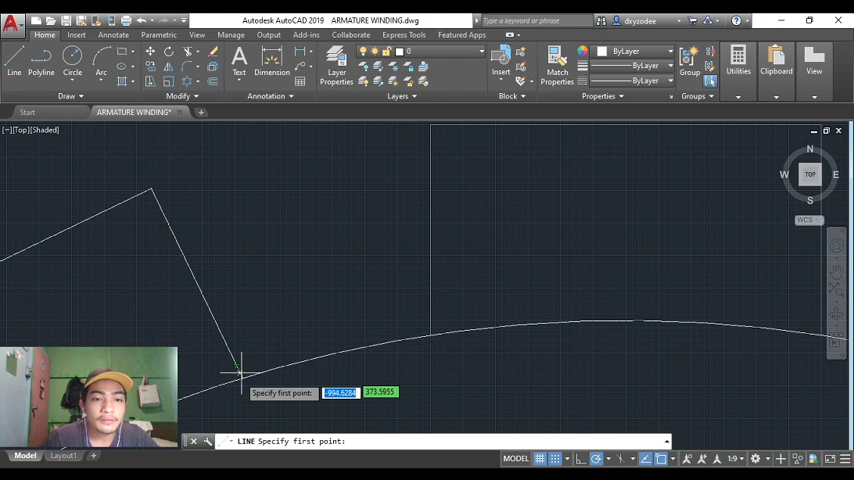 Autodesk AutoCAD 2019 ARMATURE WINDING.dwg
Type a keyword or phrase
dxyzodee
Home Insert Annotate Parametric View Manage Output Add-ins Collaborate Express Tools Featured Apps
Line Polyline Circle Arc
Text Dimension
Layer Properties
0
Insert
Match Properties
ByLayer
ByLayer
ByLayer
Group
Utilities
Clipboard
View
Draw Modify Annotation Layers Block Properties Groups
Start ARMATURE WINDING*
[−][Top][Shaded]
N
W TOP E
S
WCS
Specify first point: -994.6284 373.5955
LINE Specify first point:
Model Layout1
MODEL
1:9